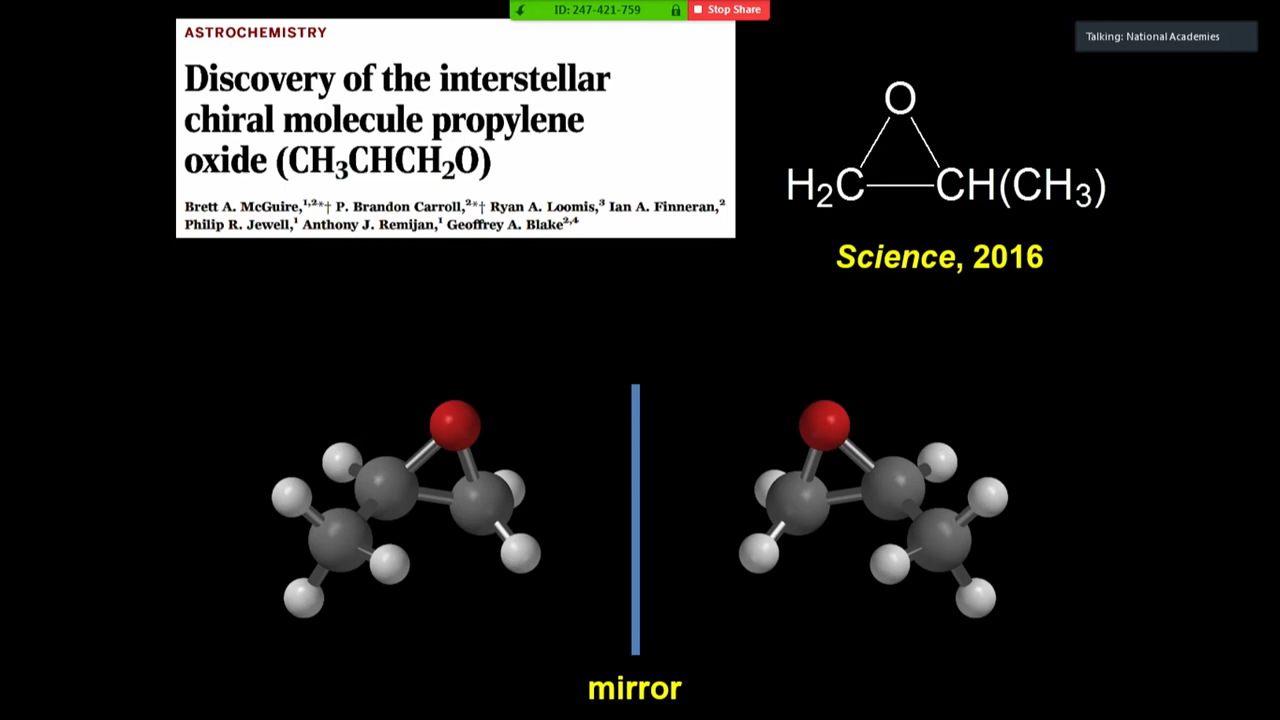 ID: 247-421-759
Stop Share
Talking: National Academies
ASTROCHEMISTRY
Discovery of the interstellar
chiral molecule propylene
oxide (CH₃CHCH₂O)
Brett A. McGuire,¹,²*† P. Brandon Carroll,²*† Ryan A. Loomis,³ Ian A. Finneran,²
Philip R. Jewell,¹ Anthony J. Remijan,¹ Geoffrey A. Blake²,⁴
O
H₂C—CH(CH₃)
Science, 2016
mirror